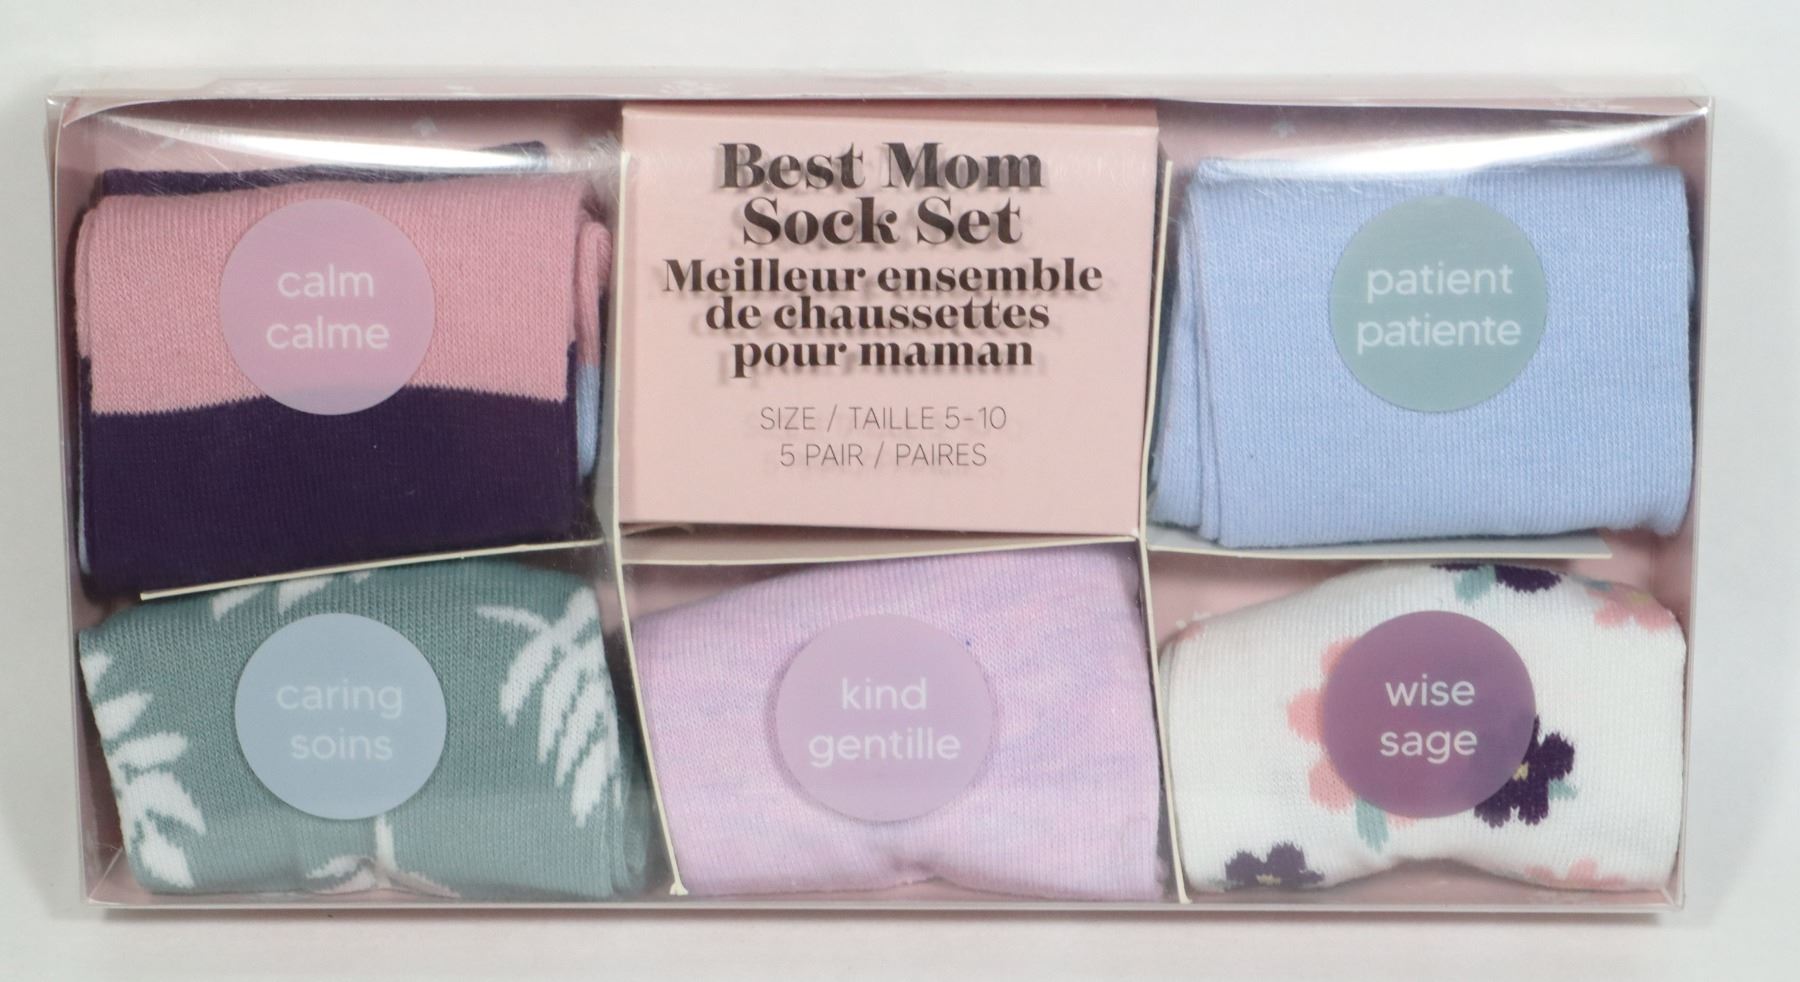 Best Mom
Sock Set
Meilleur ensemble
de chaussettes
pour maman
SIZE / TAILLE 5-10
5 PAIR / PAIRES
calm
calme
patient
patiente
caring
soins
kind
gentille
wise
sage